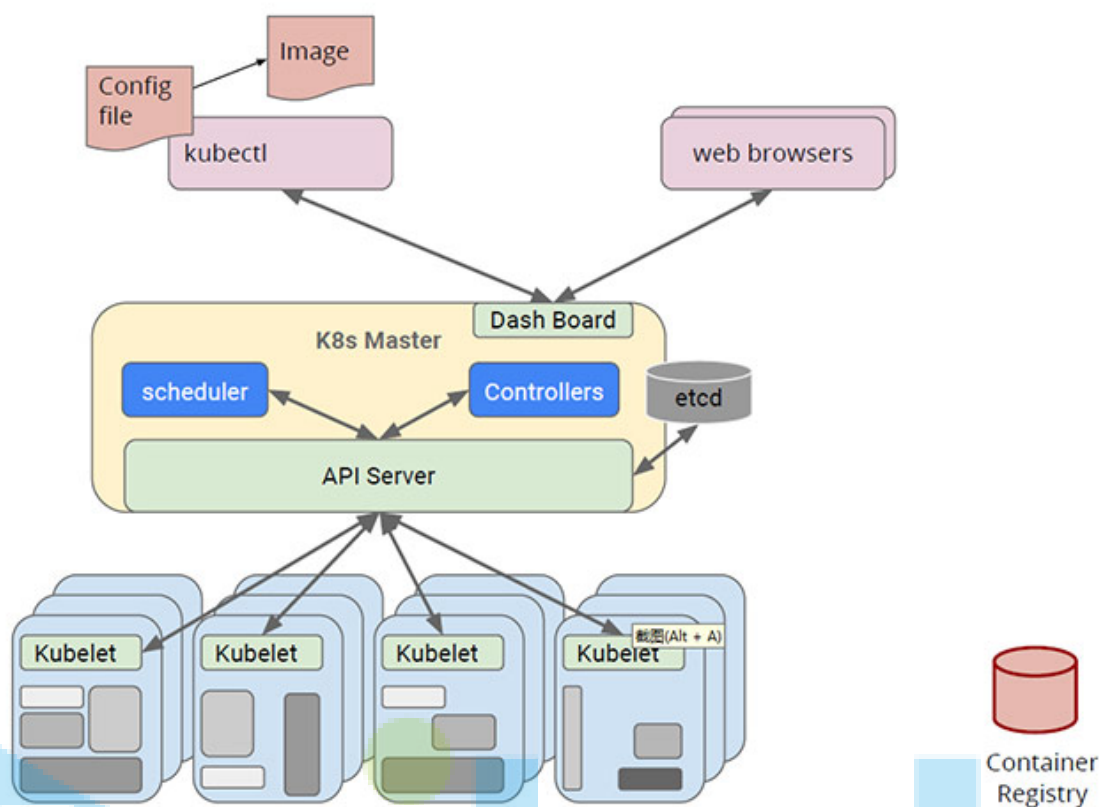 Image
Config
file
kubectl
web browsers
Dash Board
K8s Master
scheduler
Controllers
etcd
API Server
截图(Alt + A)
Kubelet
Kubelet
Kubelet
Kubelet
Container
Registry